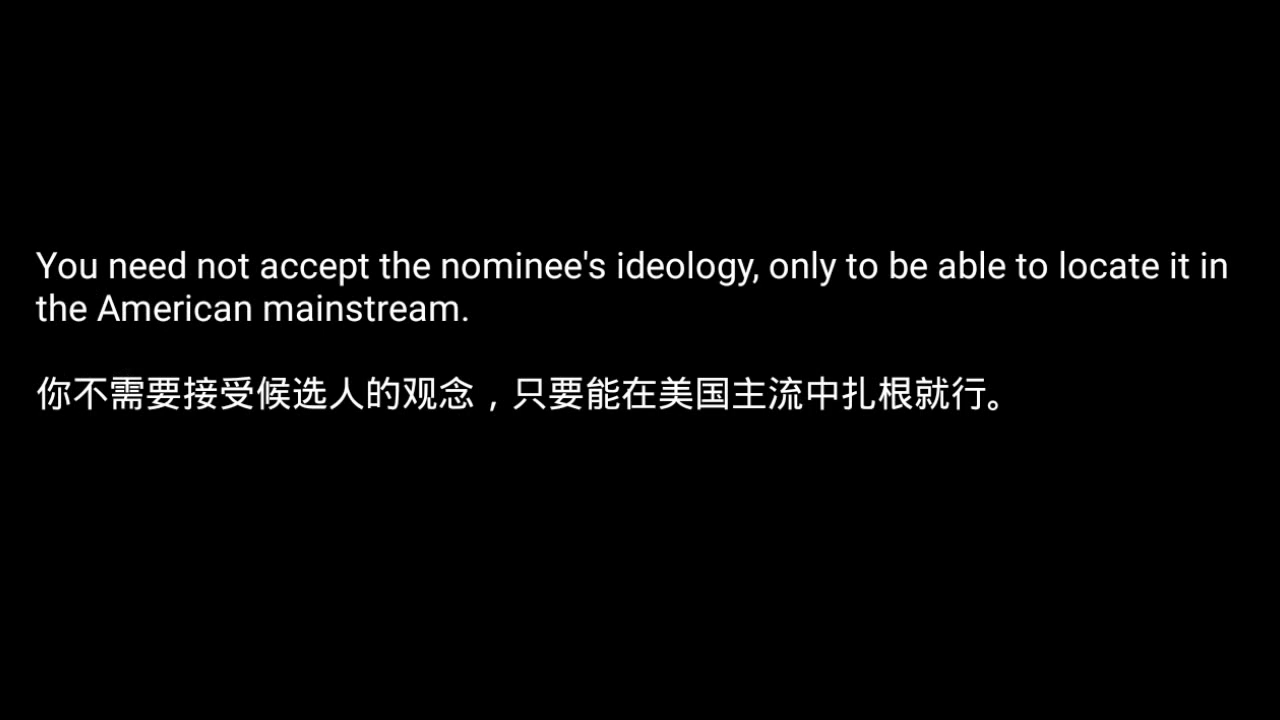 You need not accept the nominee's ideology, only to be able to locate it in
the American mainstream.
你不需要接受候选人的观念，只要能在美国主流中扎根就行。